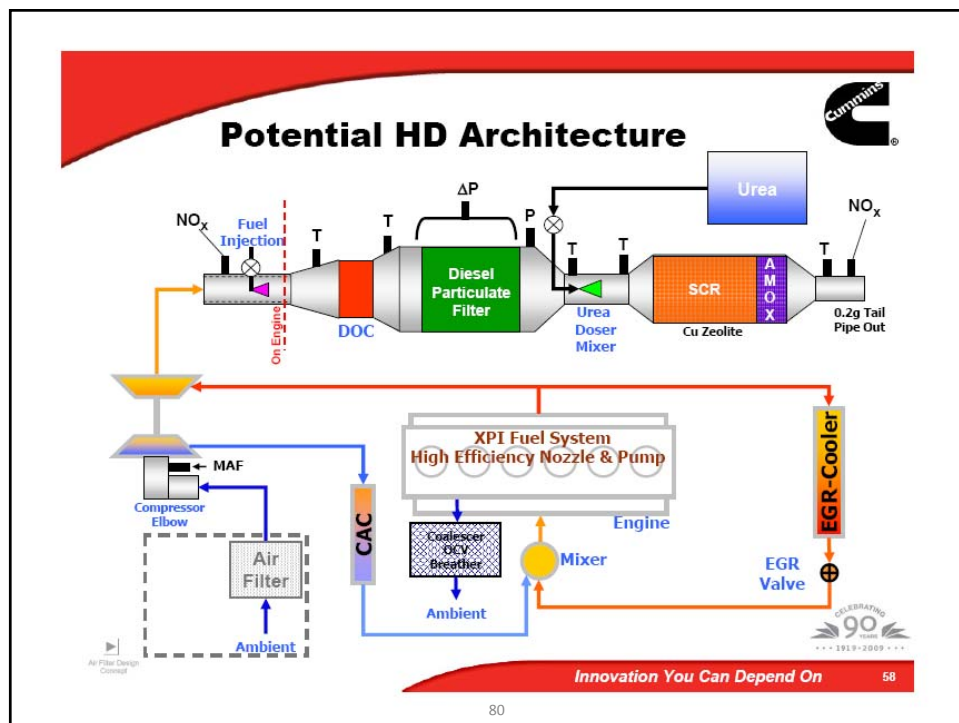 Cummins
®
Potential HD Architecture
ΔP
Urea
NOx
Fuel
Injection
T
T
P
T
T
T
NOx
Diesel
Particulate
Filter
SCR
AMOX
On Engine
DOC
Urea
Doser
Mixer
Cu Zeolite
0.2g Tail
Pipe Out
XPI Fuel System
High Efficiency Nozzle & Pump
EGR-Cooler
MAF
Compressor
Elbow
CAC
Engine
Coalescer
OCV
Breather
Mixer
EGR
Valve
Air
Filter
Ambient
Ambient
CELEBRATING
90
YEARS
1919-2009
Air Filter Design
Concept
Innovation You Can Depend On
58
80